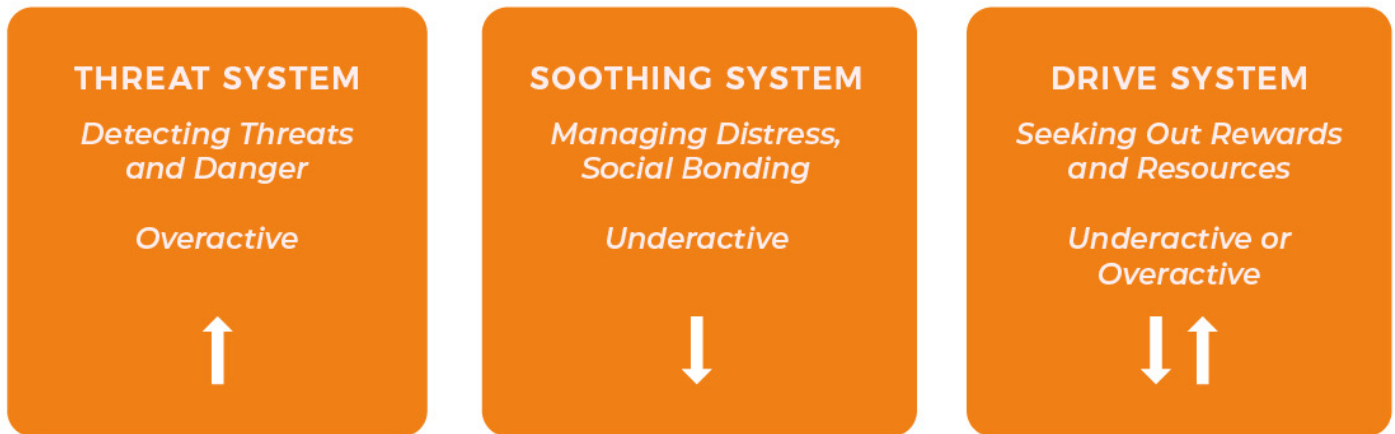 THREAT SYSTEM
Detecting Threats
and Danger
Overactive
SOOTHING SYSTEM
Managing Distress,
Social Bonding
Underactive
DRIVE SYSTEM
Seeking Out Rewards
and Resources
Underactive or
Overactive